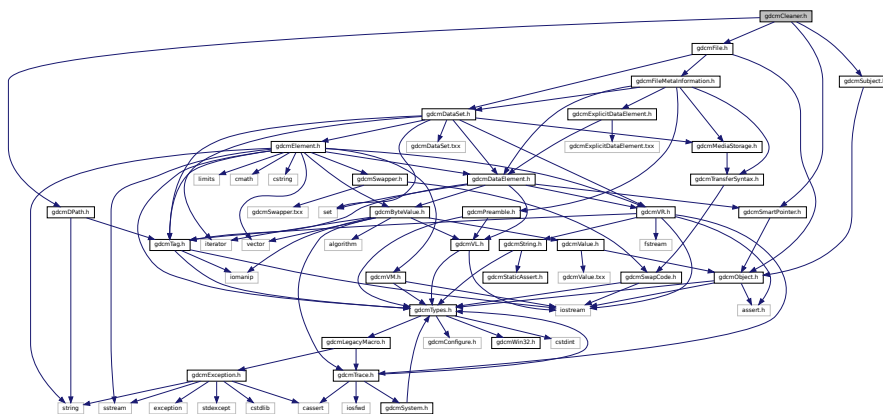 gdcmCleaner.h
gdcmFile.h
gdcmFileMetaInformation.h
gdcmSubject.h
gdcmDataSet.h
gdcmExplicitDataElement.h
gdcmElement.h
gdcmDataSet.txx
gdcmExplicitDataElement.txx
gdcmMediaStorage.h
limits
cmath
cstring
gdcmSwapper.h
gdcmDataElement.h
gdcmTransferSyntax.h
gdcmDPath.h
gdcmSwapper.txx
set
gdcmByteValue.h
gdcmPreamble.h
gdcmVR.h
gdcmSmartPointer.h
gdcmTag.h
iterator
vector
algorithm
gdcmVL.h
gdcmString.h
gdcmValue.h
fstream
iomanip
gdcmVM.h
gdcmStaticAssert.h
gdcmValue.txx
gdcmSwapCode.h
gdcmObject.h
gdcmTypes.h
iostream
assert.h
gdcmLegacyMacro.h
gdcmConfigure.h
gdcmWin32.h
cstdint
gdcmException.h
gdcmTrace.h
string
sstream
exception
stdexcept
cstdlib
cassert
iosfwd
gdcmSystem.h